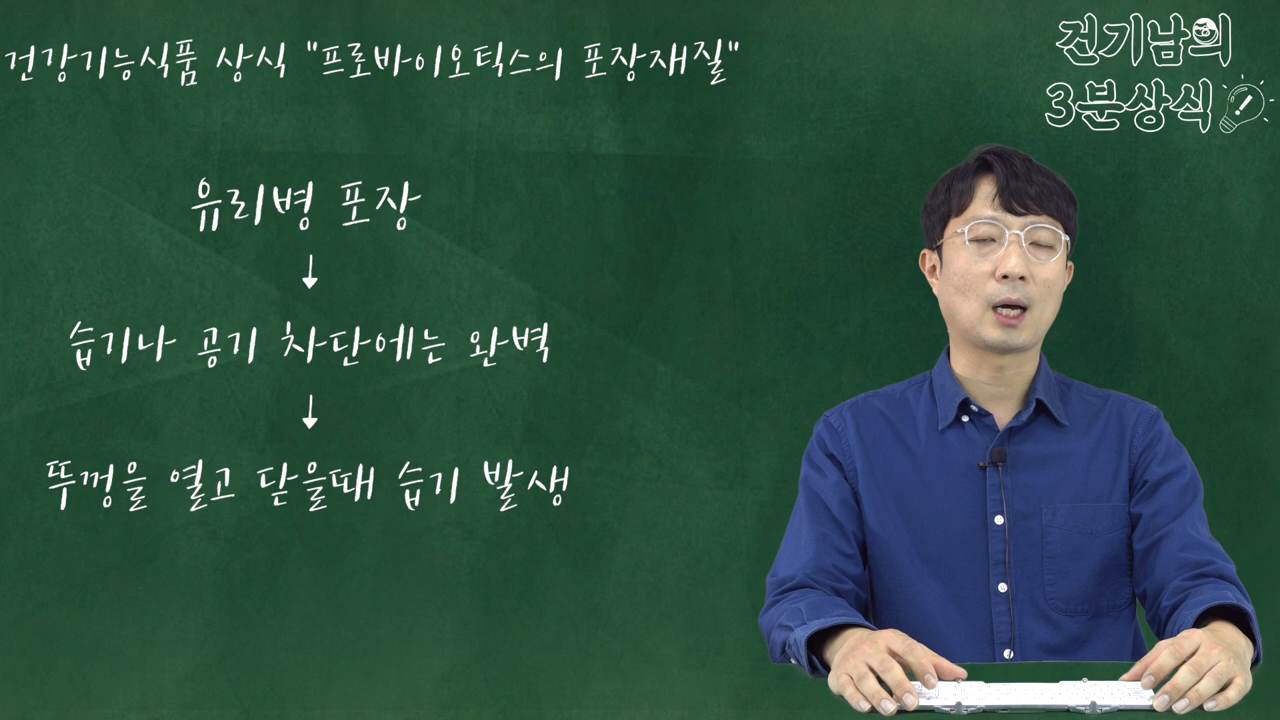 건강기능식품 상식 "프로바이오틱스의 포장재질"
건기남의
3분상식
유리병 포장
↓
습기나 공기 차단에는 완벽
↓
뚜껑을 열고 닫을때 습기 발생